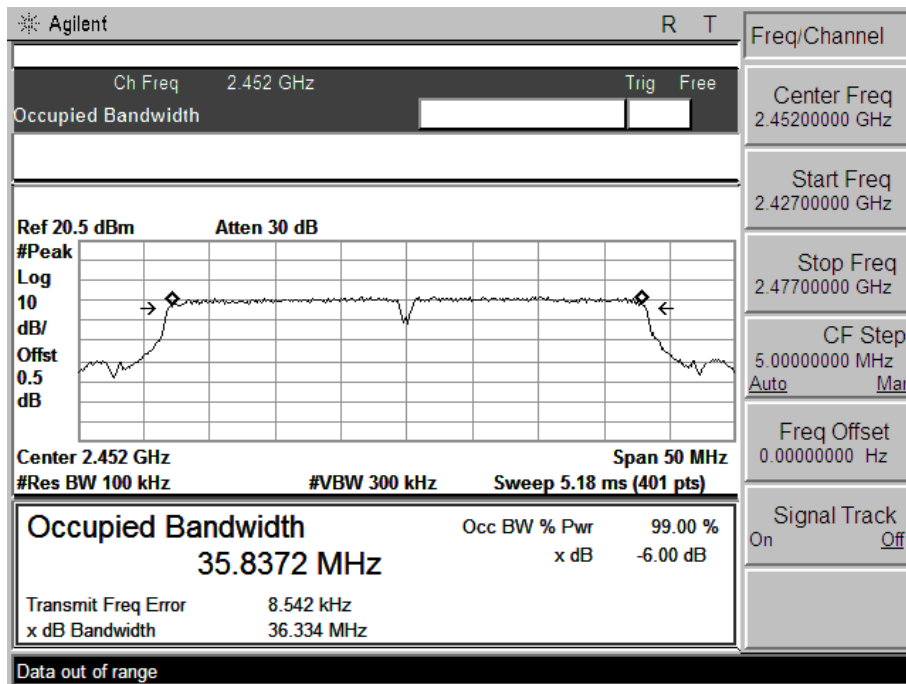 Agilent R T
Ch Freq 2.452 GHz Trig Free
Occupied Bandwidth
Ref 20.5 dBm Atten 30 dB
#Peak
Log
10
dB/
Offst
0.5
dB
Center 2.452 GHz Span 50 MHz
#Res BW 100 kHz #VBW 300 kHz Sweep 5.18 ms (401 pts)
Occupied Bandwidth Occ BW % Pwr 99.00 %
35.8372 MHz x dB -6.00 dB
Transmit Freq Error 8.542 kHz
x dB Bandwidth 36.334 MHz
Data out of range
Freq/Channel
Center Freq
2.45200000 GHz
Start Freq
2.42700000 GHz
Stop Freq
2.47700000 GHz
CF Step
5.00000000 MHz
Auto Mar
Freq Offset
0.00000000 Hz
Signal Track
On Off